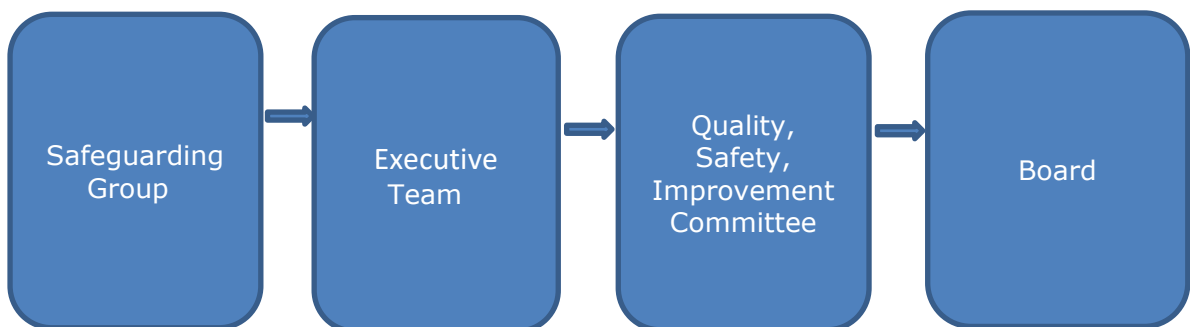 Safeguarding
Group
Executive
Team
Quality,
Safety,
Improvement
Committee
Board